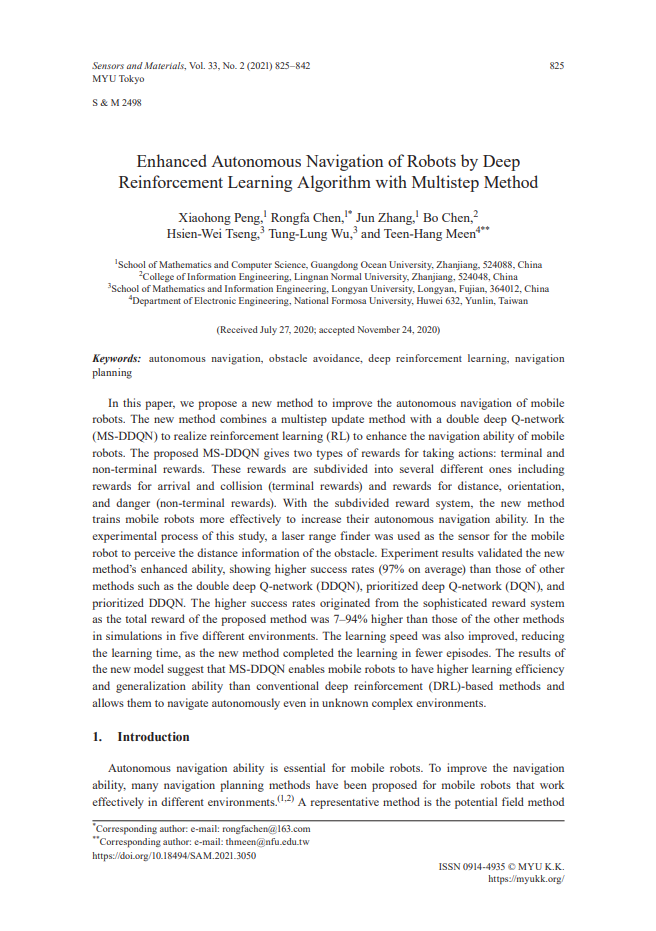 Sensors and Materials, Vol. 33, No. 2 (2021) 825–842
MYU Tokyo
825
S & M 2498
Enhanced Autonomous Navigation of Robots by Deep
Reinforcement Learning Algorithm with Multistep Method
Xiaohong Peng,1 Rongfa Chen,1* Jun Zhang,1 Bo Chen,2
Hsien-Wei Tseng,3 Tung-Lung Wu,3 and Teen-Hang Meen4**
1School of Mathematics and Computer Science, Guangdong Ocean University, Zhanjiang, 524088, China
2College of Information Engineering, Lingnan Normal University, Zhanjiang, 524048, China
3School of Mathematics and Information Engineering, Longyan University, Longyan, Fujian, 364012, China
4Department of Electronic Engineering, National Formosa University, Huwei 632, Yunlin, Taiwan
(Received July 27, 2020; accepted November 24, 2020)
Keywords: autonomous navigation, obstacle avoidance, deep reinforcement learning, navigation
planning
In this paper, we propose a new method to improve the autonomous navigation of mobile
robots. The new method combines a multistep update method with a double deep Q-network
(MS-DDQN) to realize reinforcement learning (RL) to enhance the navigation ability of mobile
robots. The proposed MS-DDQN gives two types of rewards for taking actions: terminal and
non-terminal rewards. These rewards are subdivided into several different ones including
rewards for arrival and collision (terminal rewards) and rewards for distance, orientation,
and danger (non-terminal rewards). With the subdivided reward system, the new method
trains mobile robots more effectively to increase their autonomous navigation ability. In the
experimental process of this study, a laser range finder was used as the sensor for the mobile
robot to perceive the distance information of the obstacle. Experiment results validated the new
method's enhanced ability, showing higher success rates (97% on average) than those of other
methods such as the double deep Q-network (DDQN), prioritized deep Q-network (DQN), and
prioritized DDQN. The higher success rates originated from the sophisticated reward system
as the total reward of the proposed method was 7–94% higher than those of the other methods
in simulations in five different environments. The learning speed was also improved, reducing
the learning time, as the new method completed the learning in fewer episodes. The results of
the new model suggest that MS-DDQN enables mobile robots to have higher learning efficiency
and generalization ability than conventional deep reinforcement (DRL)-based methods and
allows them to navigate autonomously even in unknown complex environments.
1. Introduction
Autonomous navigation ability is essential for mobile robots. To improve the navigation
ability, many navigation planning methods have been proposed for mobile robots that work
effectively in different environments.(1,2) A representative method is the potential field method
*Corresponding author: e-mail: rongfachen@163.com
**Corresponding author: e-mail: thmeen@nfu.edu.tw
https://doi.org/10.18494/SAM.2021.3050
ISSN 0914-4935 © MYU K.K.
https://myukk.org/